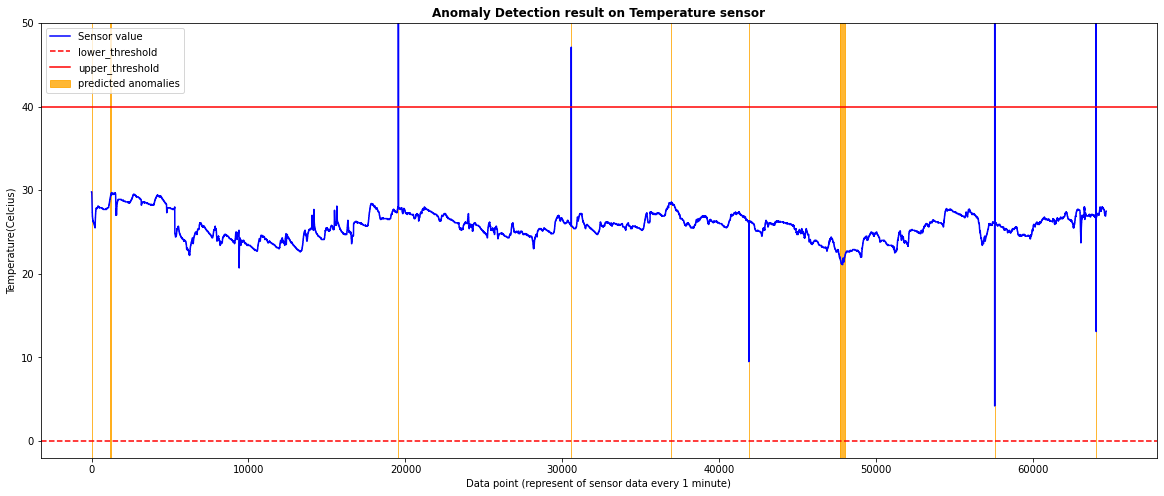 Anomaly Detection result on Temperature sensor
Sensor value
lower_threshold
upper_threshold
predicted anomalies
50
40
30
20
10
0
Temperature(Celcius)
0 10000 20000 30000 40000 50000 60000
Data point (represent of sensor data every 1 minute)